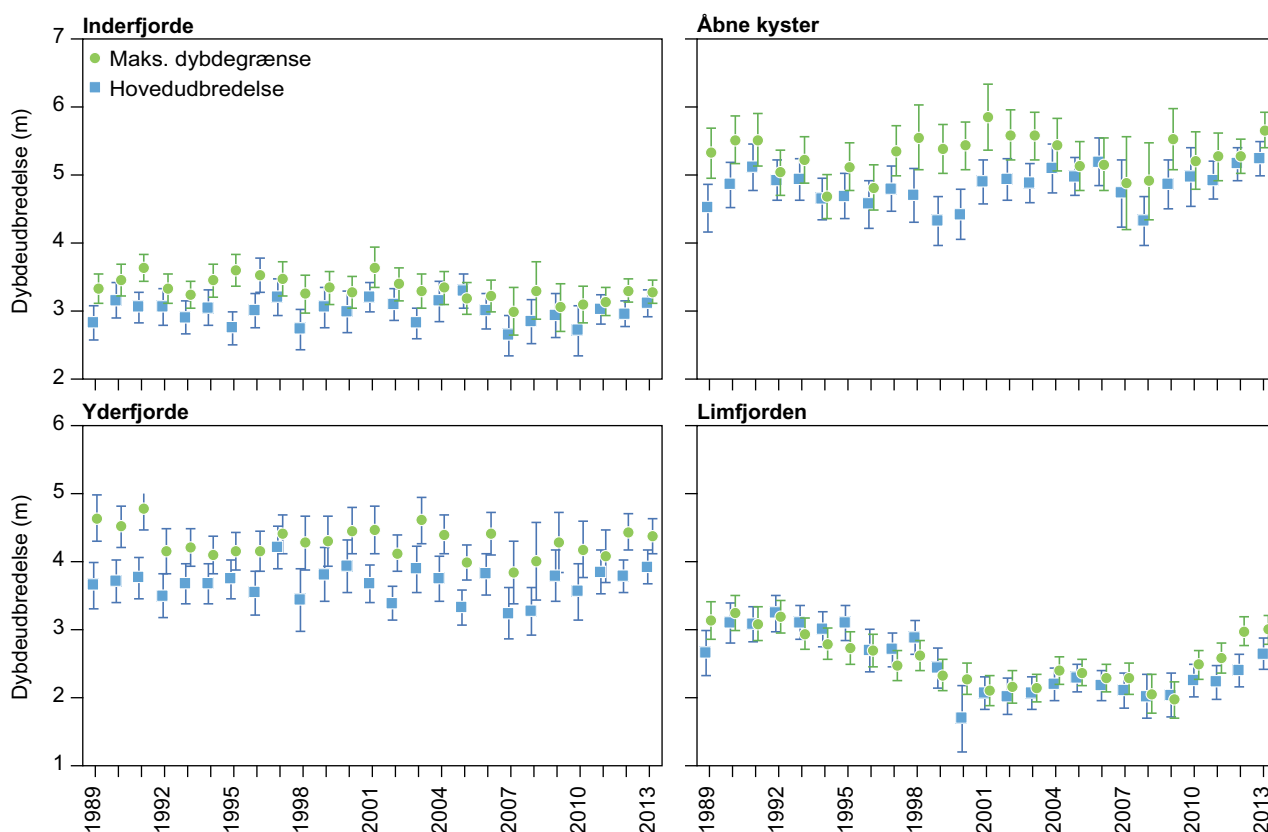 Inderfjorde
Åbne kyster
7
6
5
4
3
2
Dybdeudbredelse (m)
Maks. dybdegrænse
Hovedudbredelse
Yderfjorde
Limfjorden
6
5
4
3
2
1
Dybdeudbredelse (m)
1989 1992 1995 1998 2001 2004 2007 2010 2013
1989 1992 1995 1998 2001 2004 2007 2010 2013